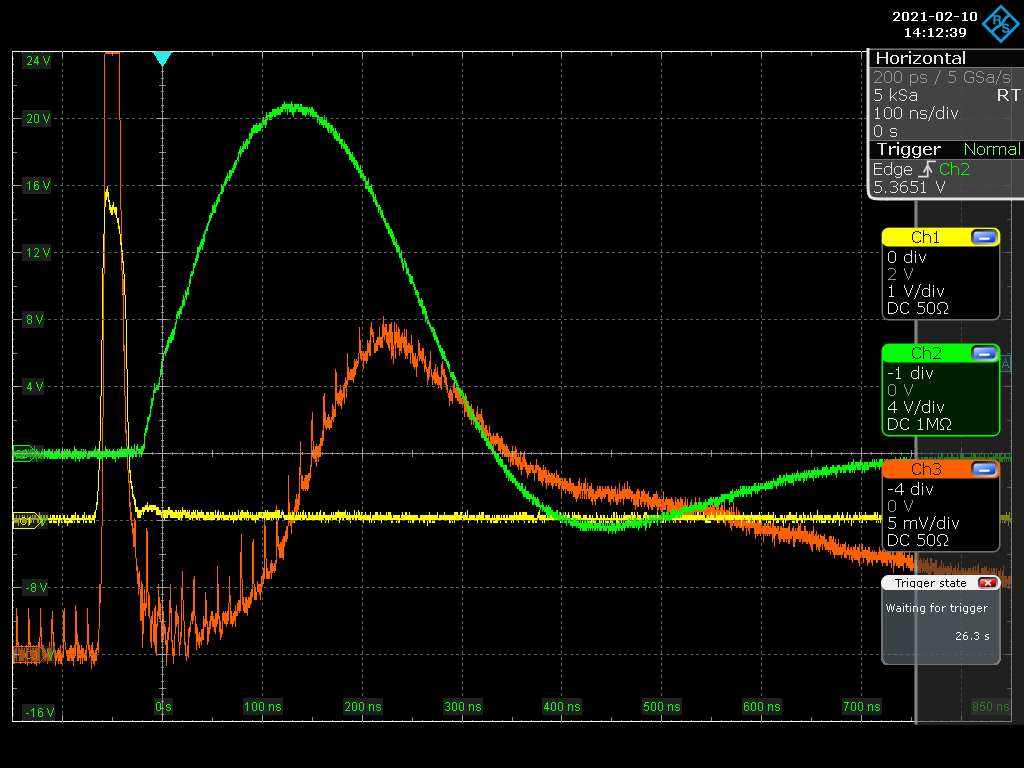 2021-02-10
14:12:39
R S
Horizontal
200 ps / 5 GSa/s
5 kSa RT
100 ns/div
0 s
Trigger Normal
Edge Ch2
5.3651 V
Ch1
0 div
2 V
1 V/div
DC 50Ω
Ch2
-1 div
0 V
4 V/div
DC 1MΩ
Ch3
-4 div
0 V
5 mV/div
DC 50Ω
Trigger state
Waiting for trigger
26.3 s
24 V
20 V
16 V
12 V
8 V
4 V
-8 V
-16 V
0 s
100 ns
200 ns
300 ns
400 ns
500 ns
600 ns
700 ns
850 ns